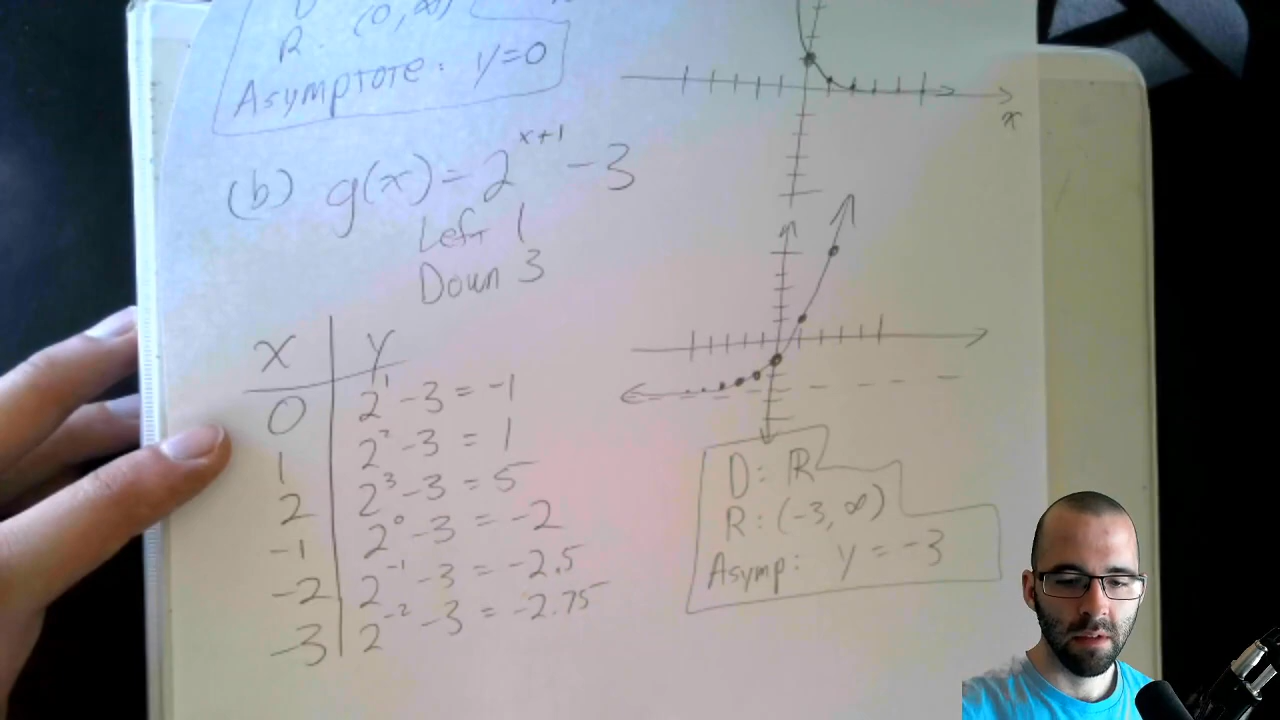 R: (0, ∞)
Asymptote: y=0
x
(b) g(x) = 2^{x+1} - 3
Left 1
Down 3
x | y
0 | 2^1 - 3 = -1
1 | 2^2 - 3 = 1
2 | 2^3 - 3 = 5
-1 | 2^0 - 3 = -2
-2 | 2^{-1} - 3 = -2.5
-3 | 2^{-2} - 3 = -2.75
D: ℝ
R: (-3, ∞)
Asymp: y = -3